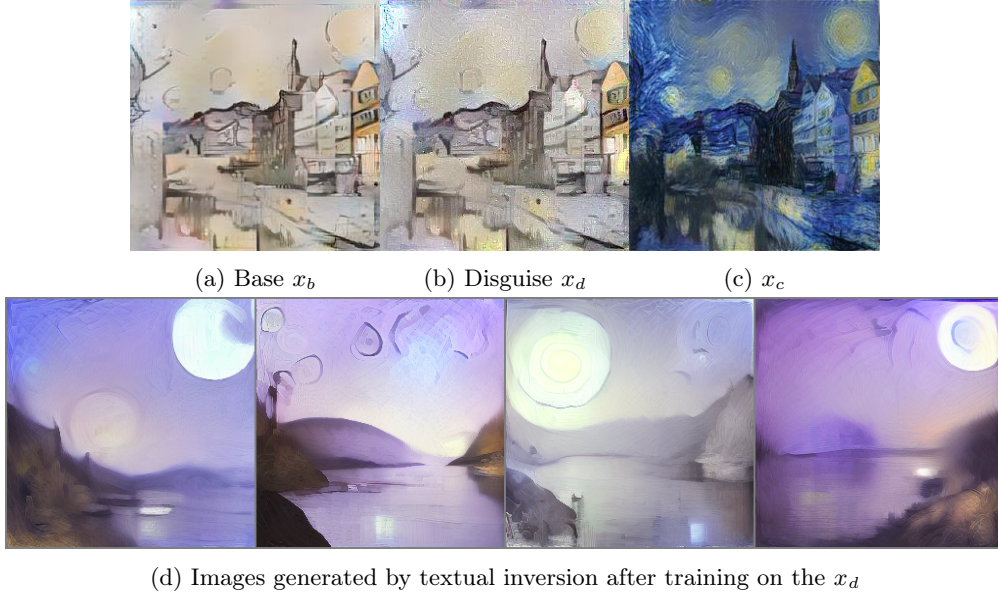 (a) Base x_b
(b) Disguise x_d
(c) x_c
(d) Images generated by textual inversion after training on the x_d